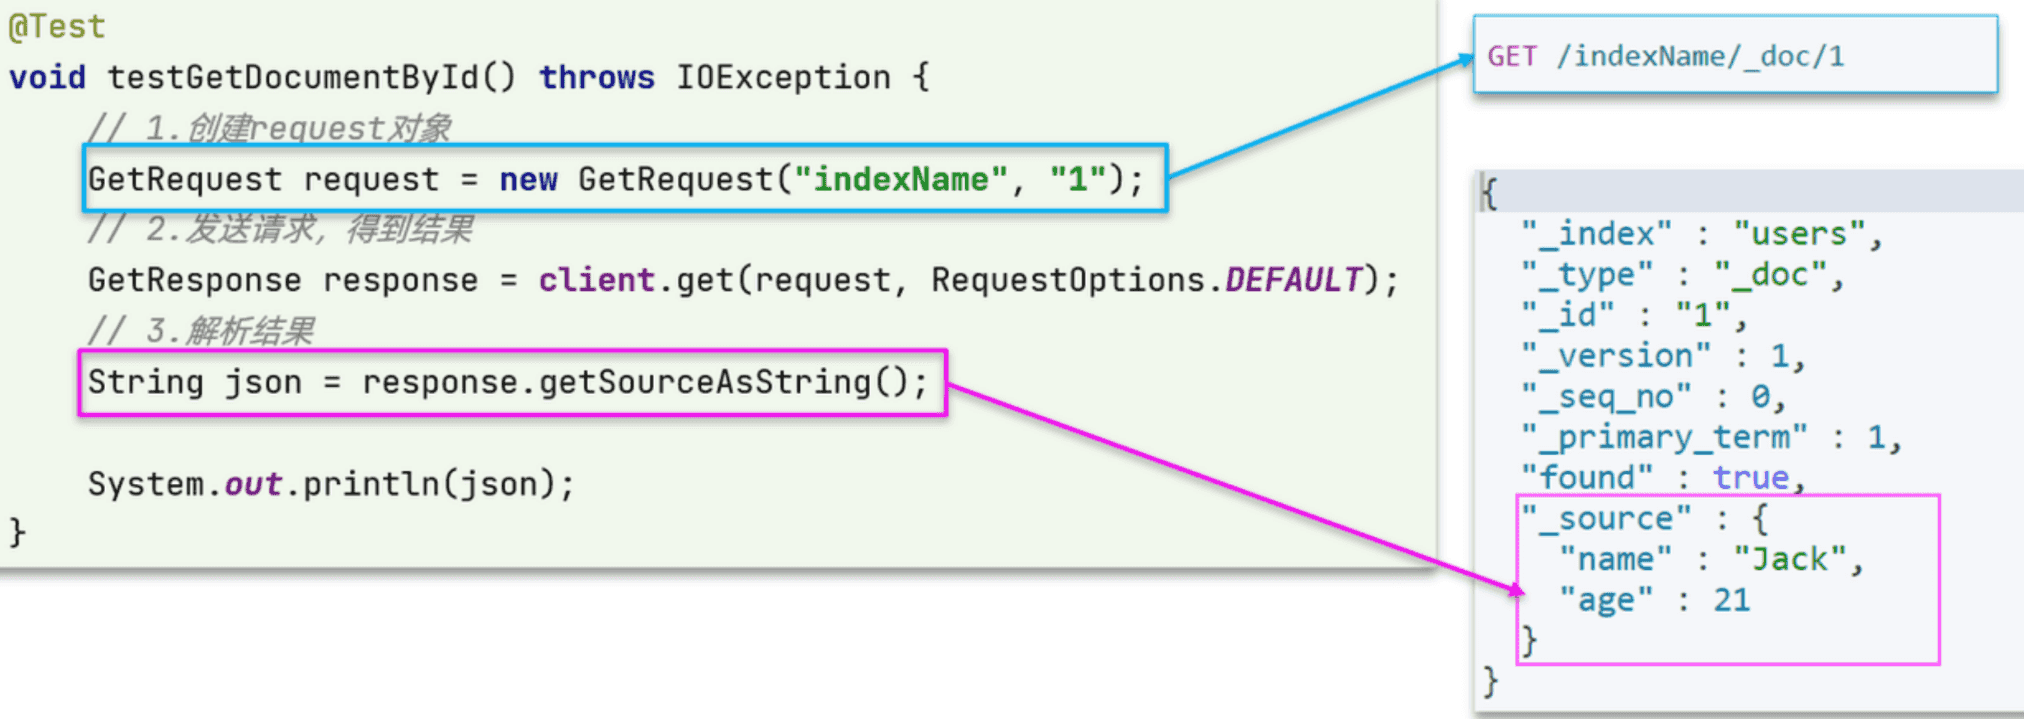 @Test
void testGetDocumentById() throws IOException {
// 1.创建request对象
GetRequest request = new GetRequest("indexName", "1");
// 2.发送请求，得到结果
GetResponse response = client.get(request, RequestOptions.DEFAULT);
// 3.解析结果
String json = response.getSourceAsString();
System.out.println(json);
}
GET /indexName/_doc/1
{
"_index" : "users",
"_type" : "_doc",
"_id" : "1",
"_version" : 1,
"_seq_no" : 0,
"_primary_term" : 1,
"found" : true,
"_source" : {
"name" : "Jack",
"age" : 21
}
}